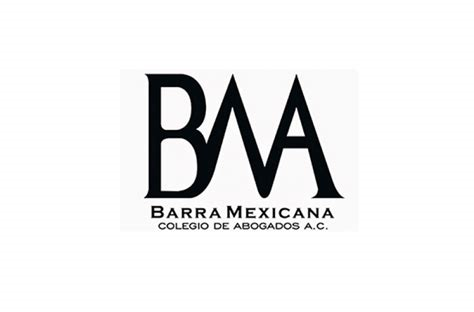 BMA
BARRA MEXICANA
COLEGIO DE ABOGADOS A.C.